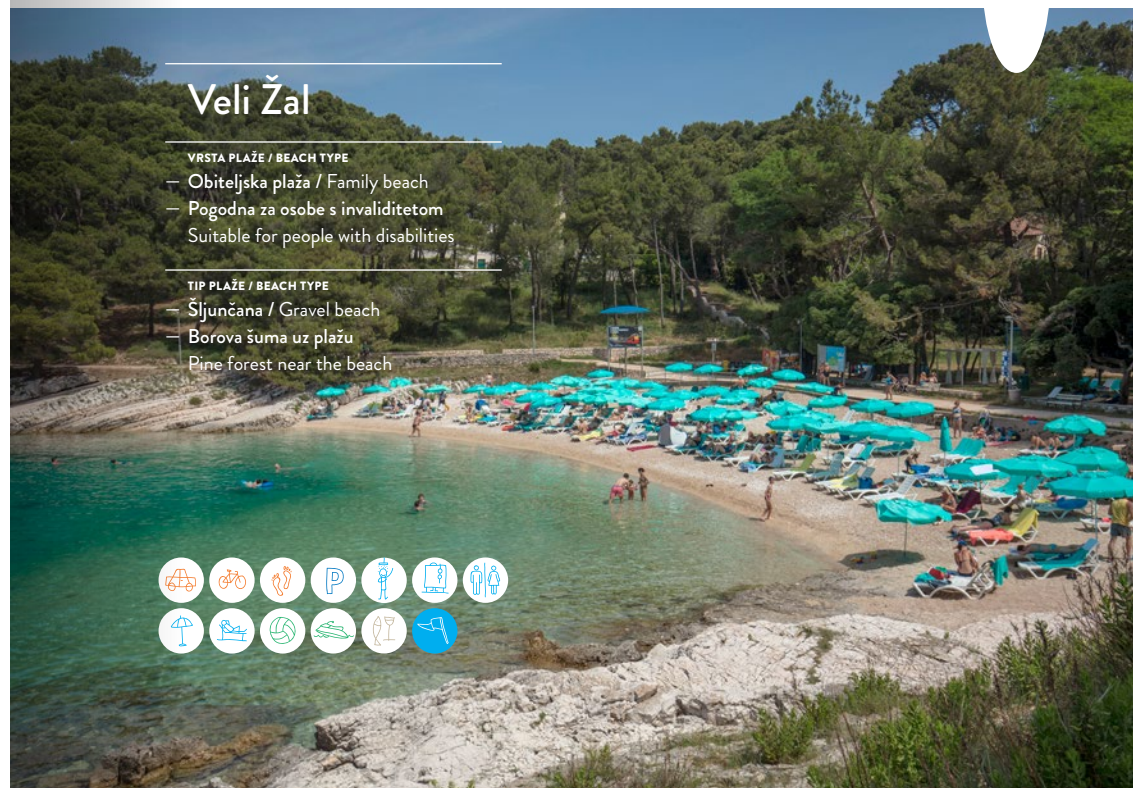 Veli Žal
VRSTA PLAŽE / BEACH TYPE
— Obiteljska plaža / Family beach
— Pogodna za osobe s invaliditetom
Suitable for people with disabilities
TIP PLAŽE / BEACH TYPE
— Šljunčana / Gravel beach
— Borova šuma uz plažu
Pine forest near the beach
P